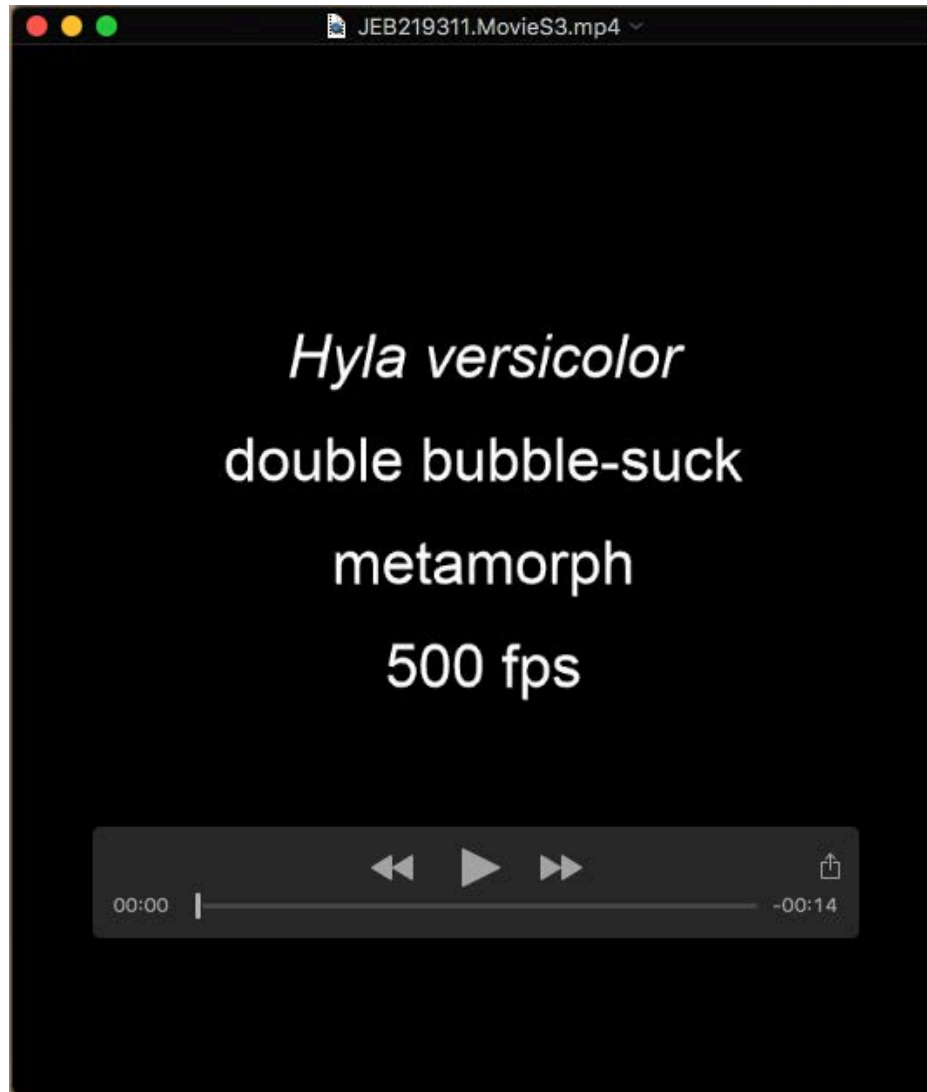 JEB219311.MovieS3.mp4
Hyla versicolor
double bubble-suck
metamorph
500 fps
00:00 -00:14